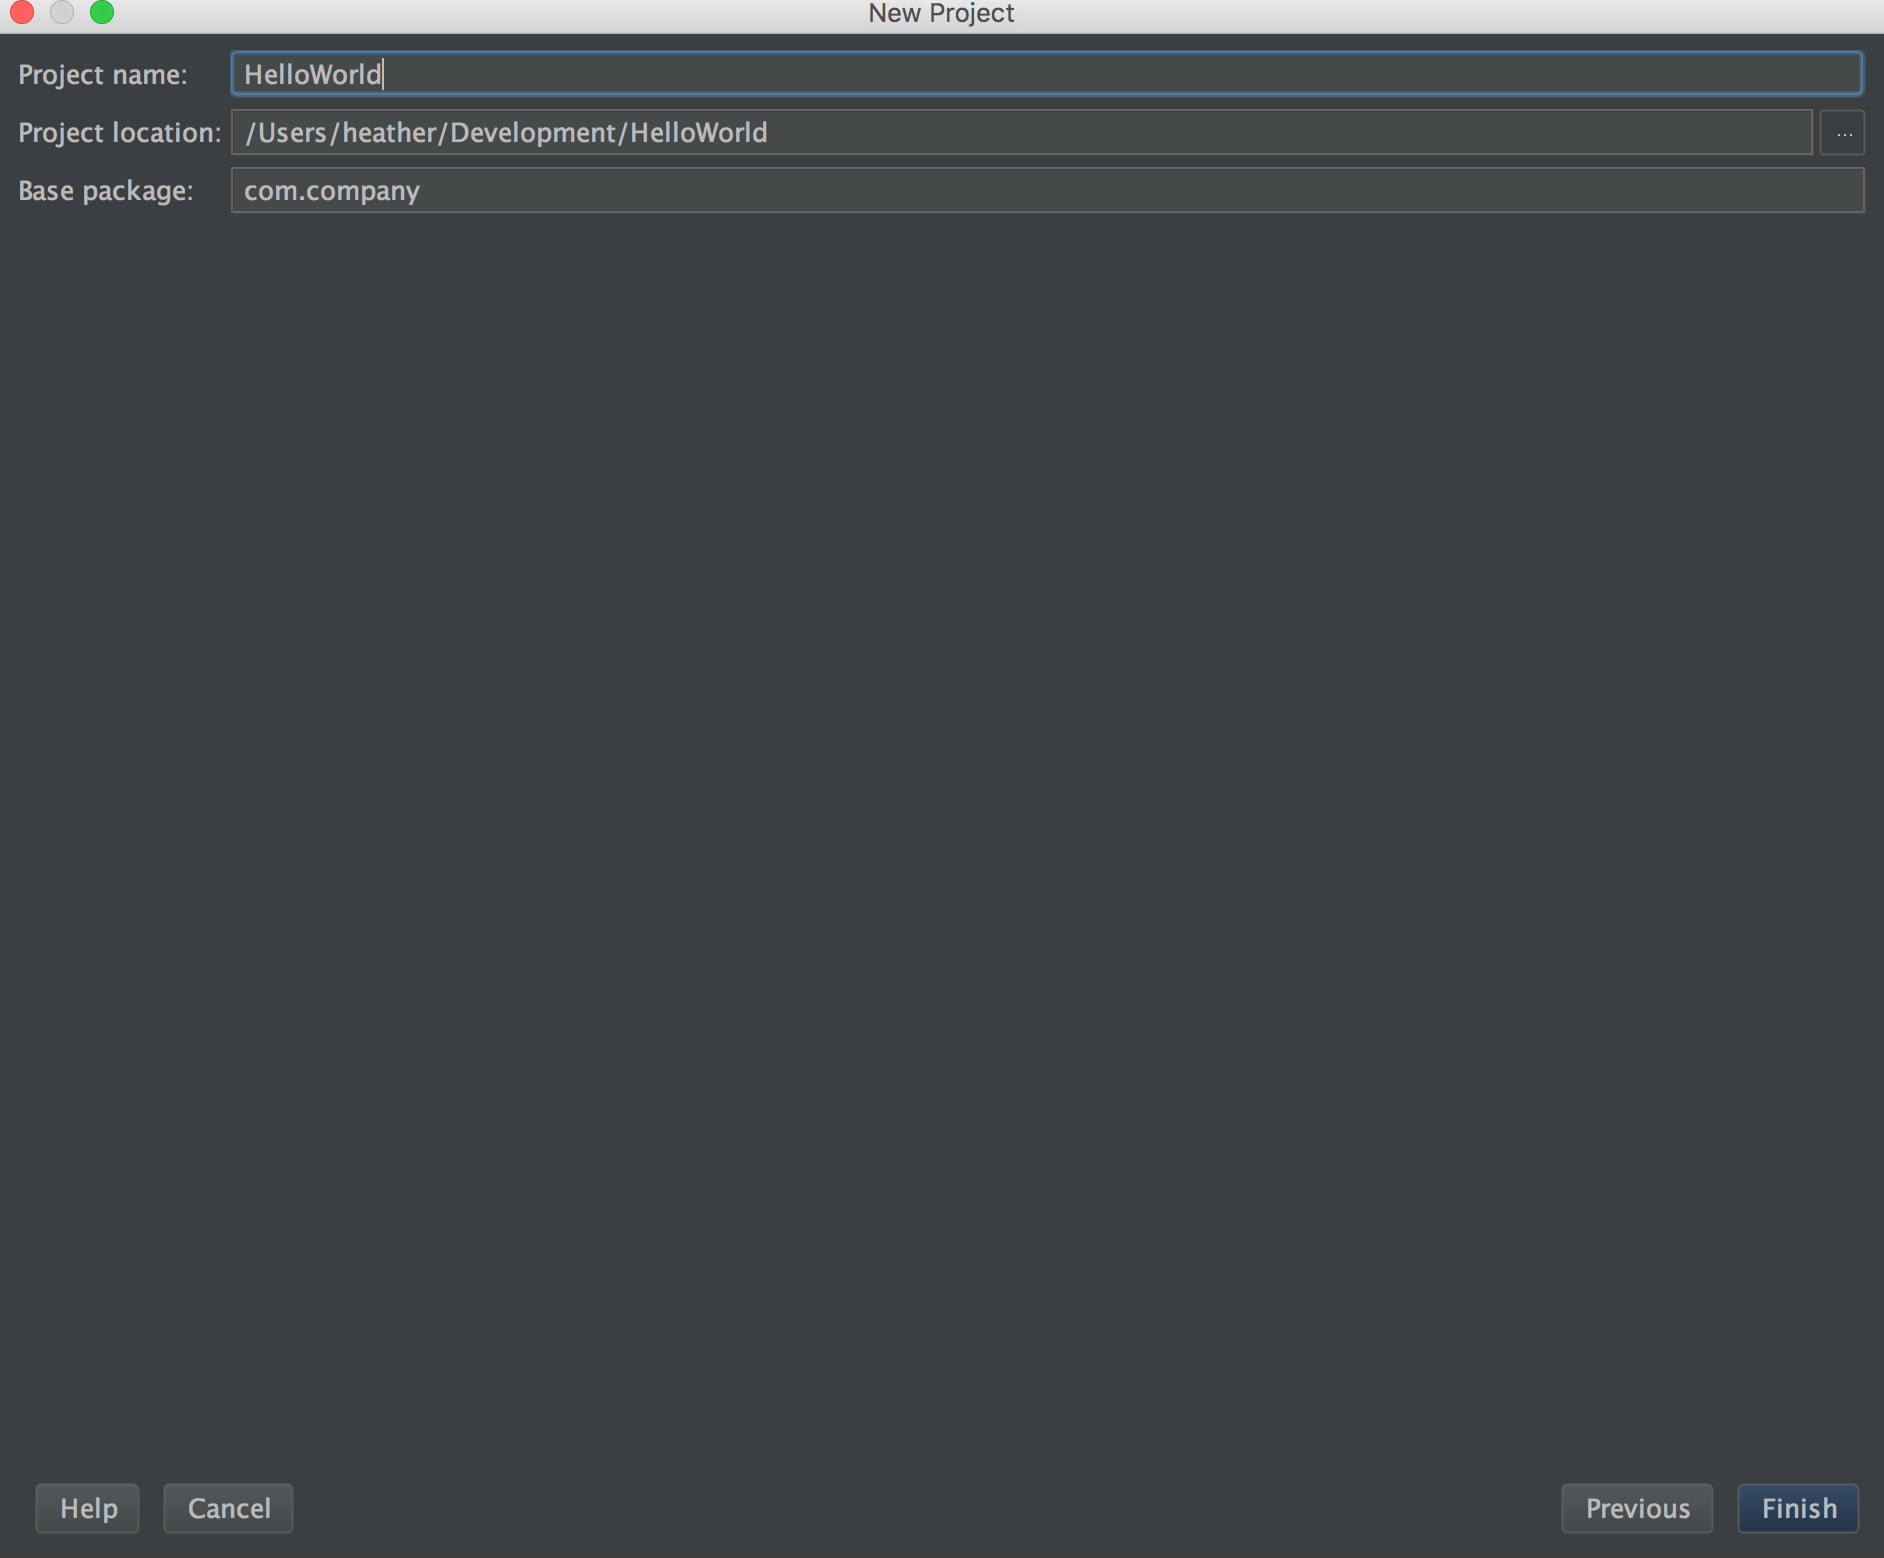 New Project
Project name: HelloWorld
Project location: /Users/heather/Development/HelloWorld ...
Base package: com.company
Help Cancel Previous Finish